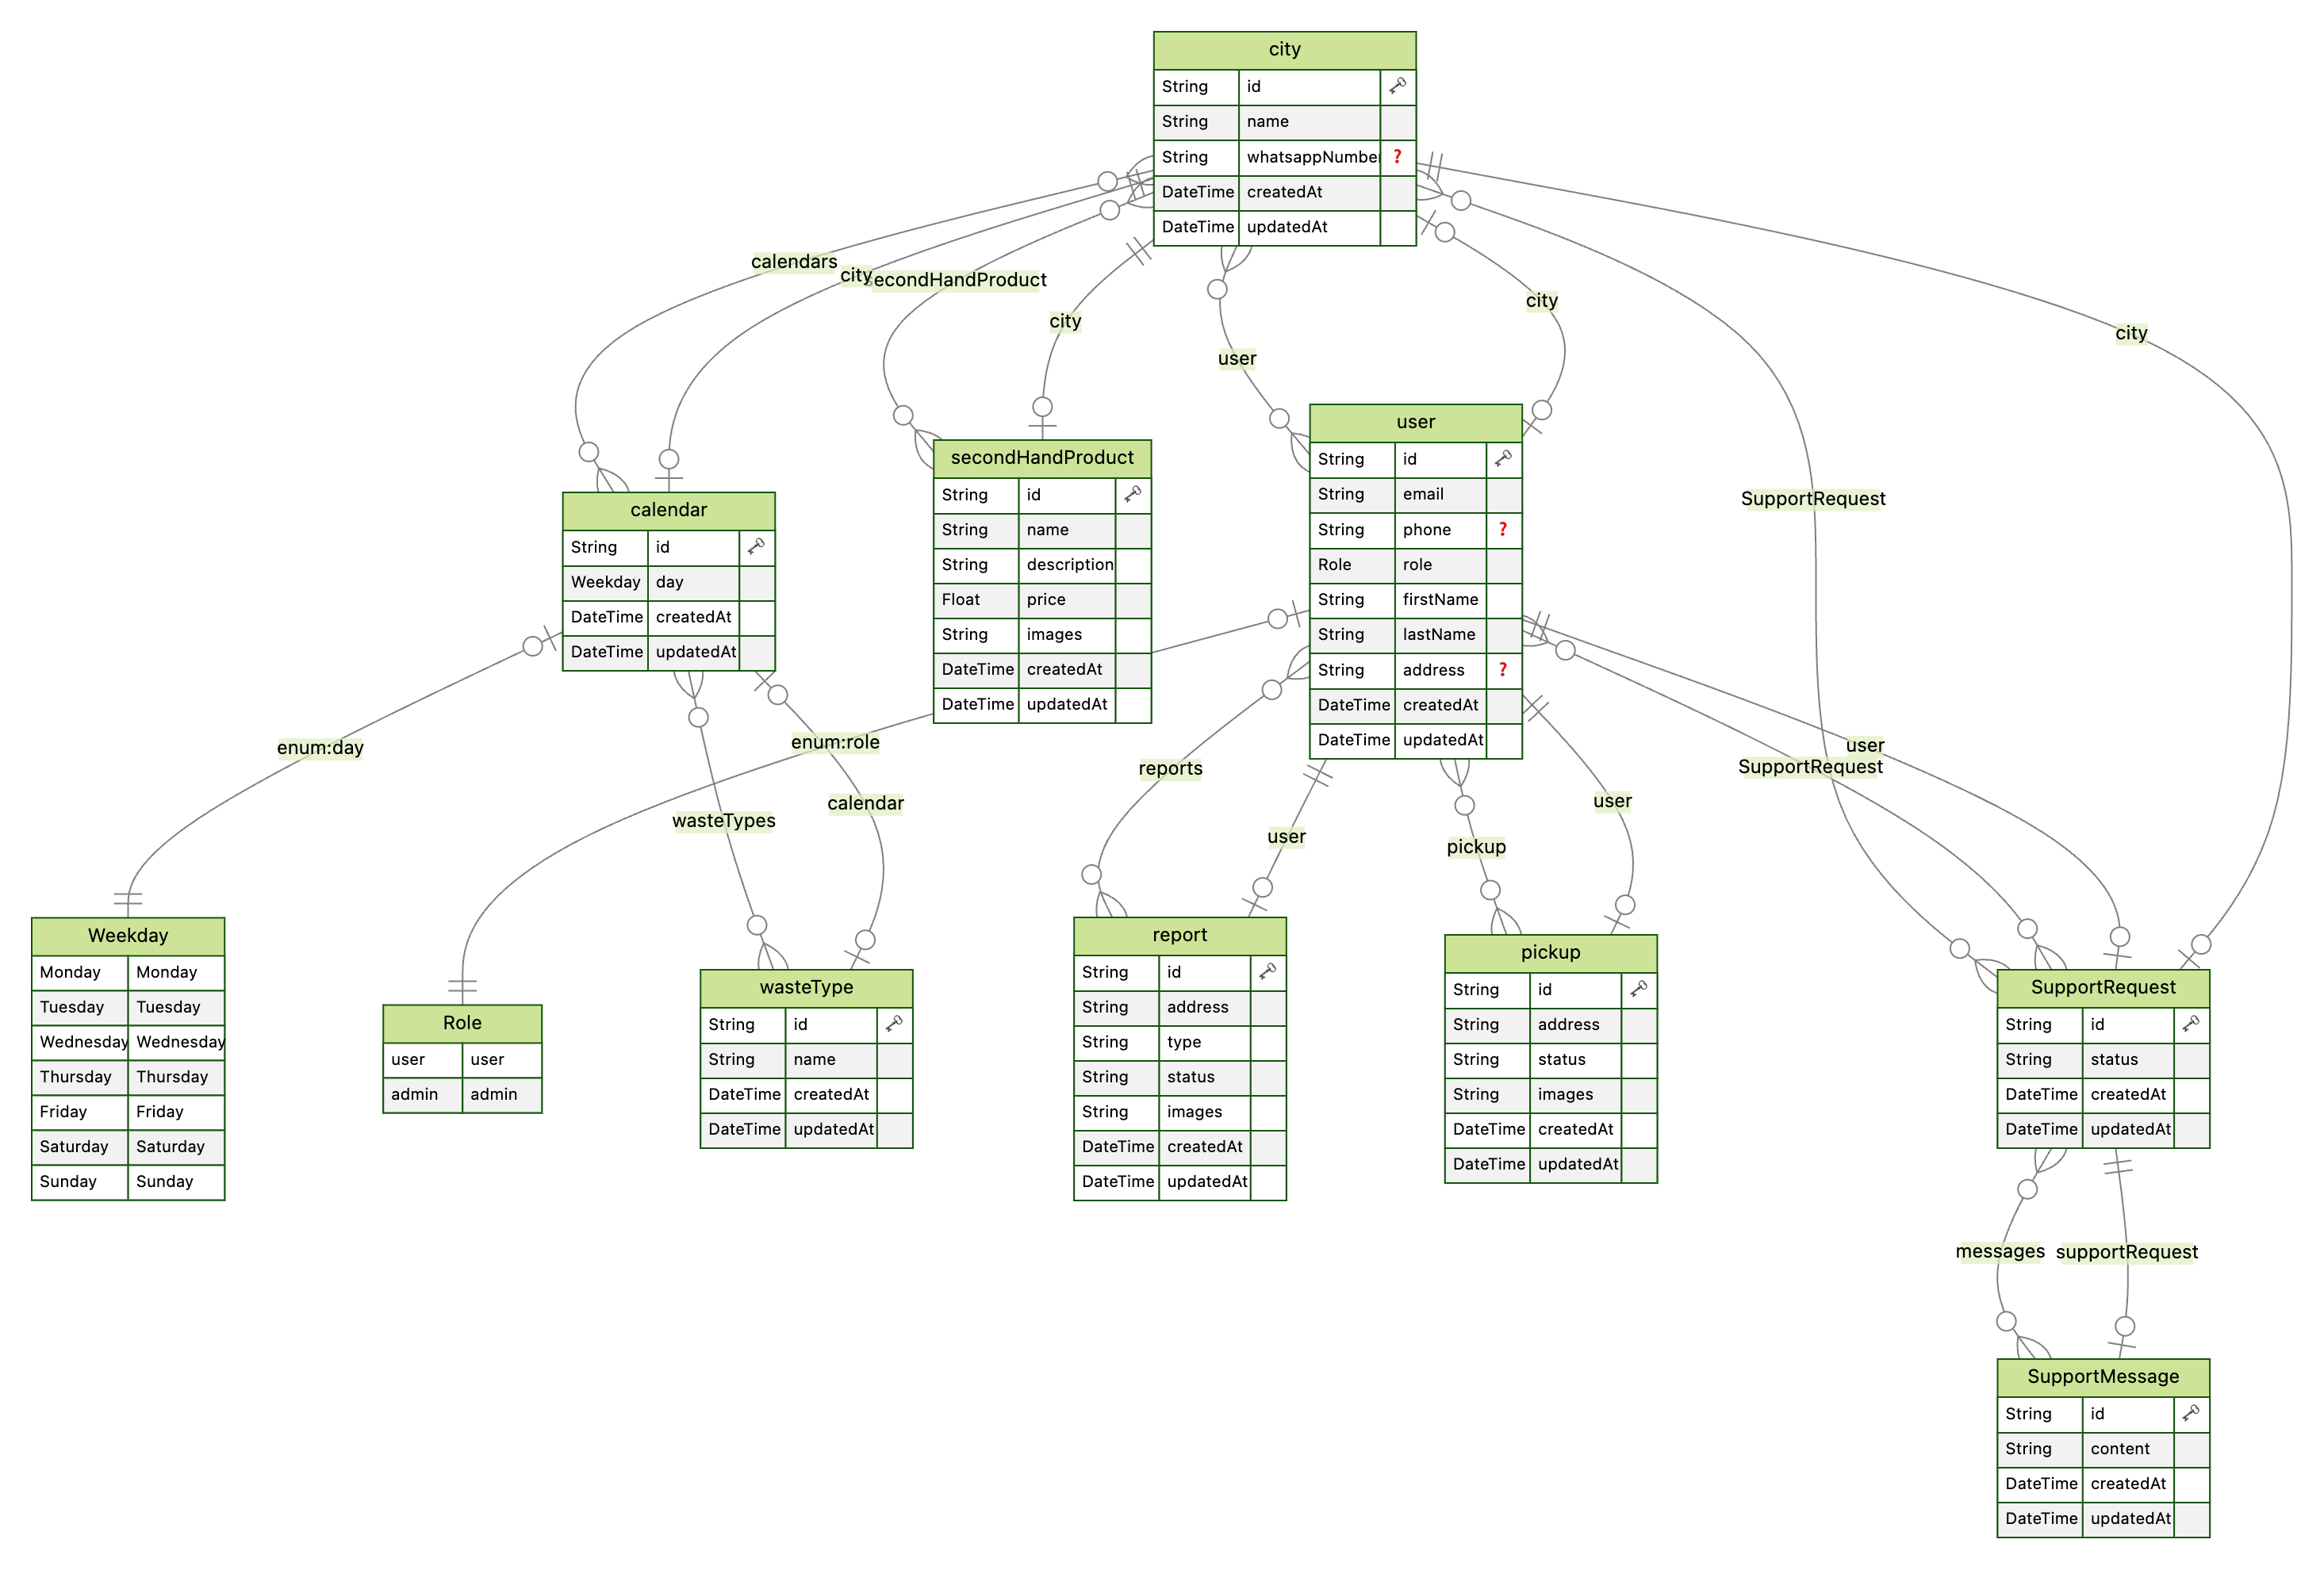 city
String id
String name
String whatsappNumber ?
DateTime createdAt
DateTime updatedAt
calendars
city
secondHandProduct
city
user
city
city
SupportRequest
user
String id
String email
String phone ?
Role role
String firstName
String lastName
String address ?
DateTime createdAt
DateTime updatedAt
secondHandProduct
String id
String name
String description
Float price
String images
DateTime createdAt
DateTime updatedAt
calendar
String id
Weekday day
DateTime createdAt
DateTime updatedAt
enum:day
enum:role
wasteTypes
calendar
reports
user
pickup
user
user
SupportRequest
Weekday
Monday Monday
Tuesday Tuesday
Wednesday Wednesday
Thursday Thursday
Friday Friday
Saturday Saturday
Sunday Sunday
Role
user user
admin admin
wasteType
String id
String name
DateTime createdAt
DateTime updatedAt
report
String id
String address
String type
String status
String images
DateTime createdAt
DateTime updatedAt
pickup
String id
String address
String status
String images
DateTime createdAt
DateTime updatedAt
SupportRequest
String id
String status
DateTime createdAt
DateTime updatedAt
messages
supportRequest
SupportMessage
String id
String content
DateTime createdAt
DateTime updatedAt